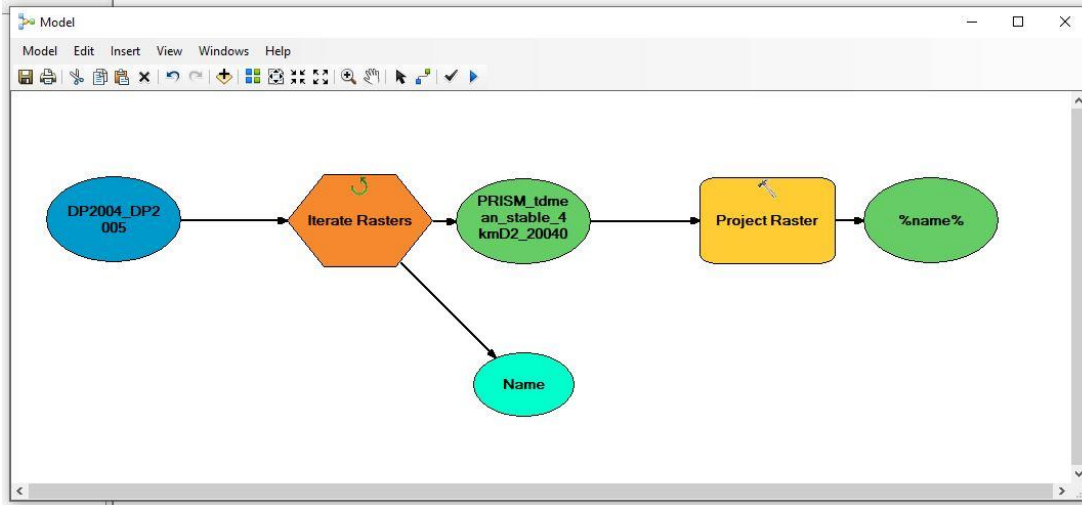 Model
Model Edit Insert View Windows Help
DP2004_DP2
005
Iterate Rasters
PRISM_tdme
an_stable_4
kmD2_20040
Project Raster
%name%
Name